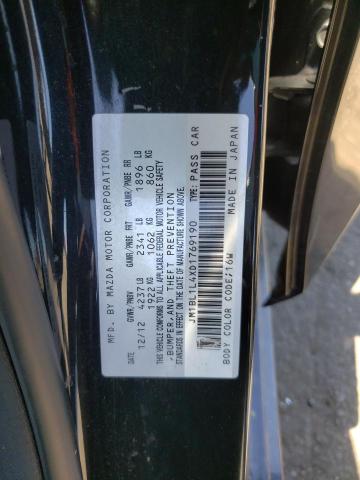 MFD. BY MAZDA MOTOR CORPORATION
DATE GVWR/PNBV GAWR/PNBE FRT GAWR/PNBE RR
12/12 4237 LB 2341 LB 1896 LB
1922 KG 1062 KG 860 KG
THIS VEHICLE CONFORMS TO ALL APPLICABLE FEDERAL MOTOR VEHICLE SAFETY
, BUMPER, AND THEFT PREVENTION
STANDARDS IN EFFECT ON THE DATE OF MANUFACTURE SHOWN ABOVE.
JM1BL1L4XD1769190 TYPE: PASS CAR
MADE IN JAPAN
BODY COLOR CODE: 16W